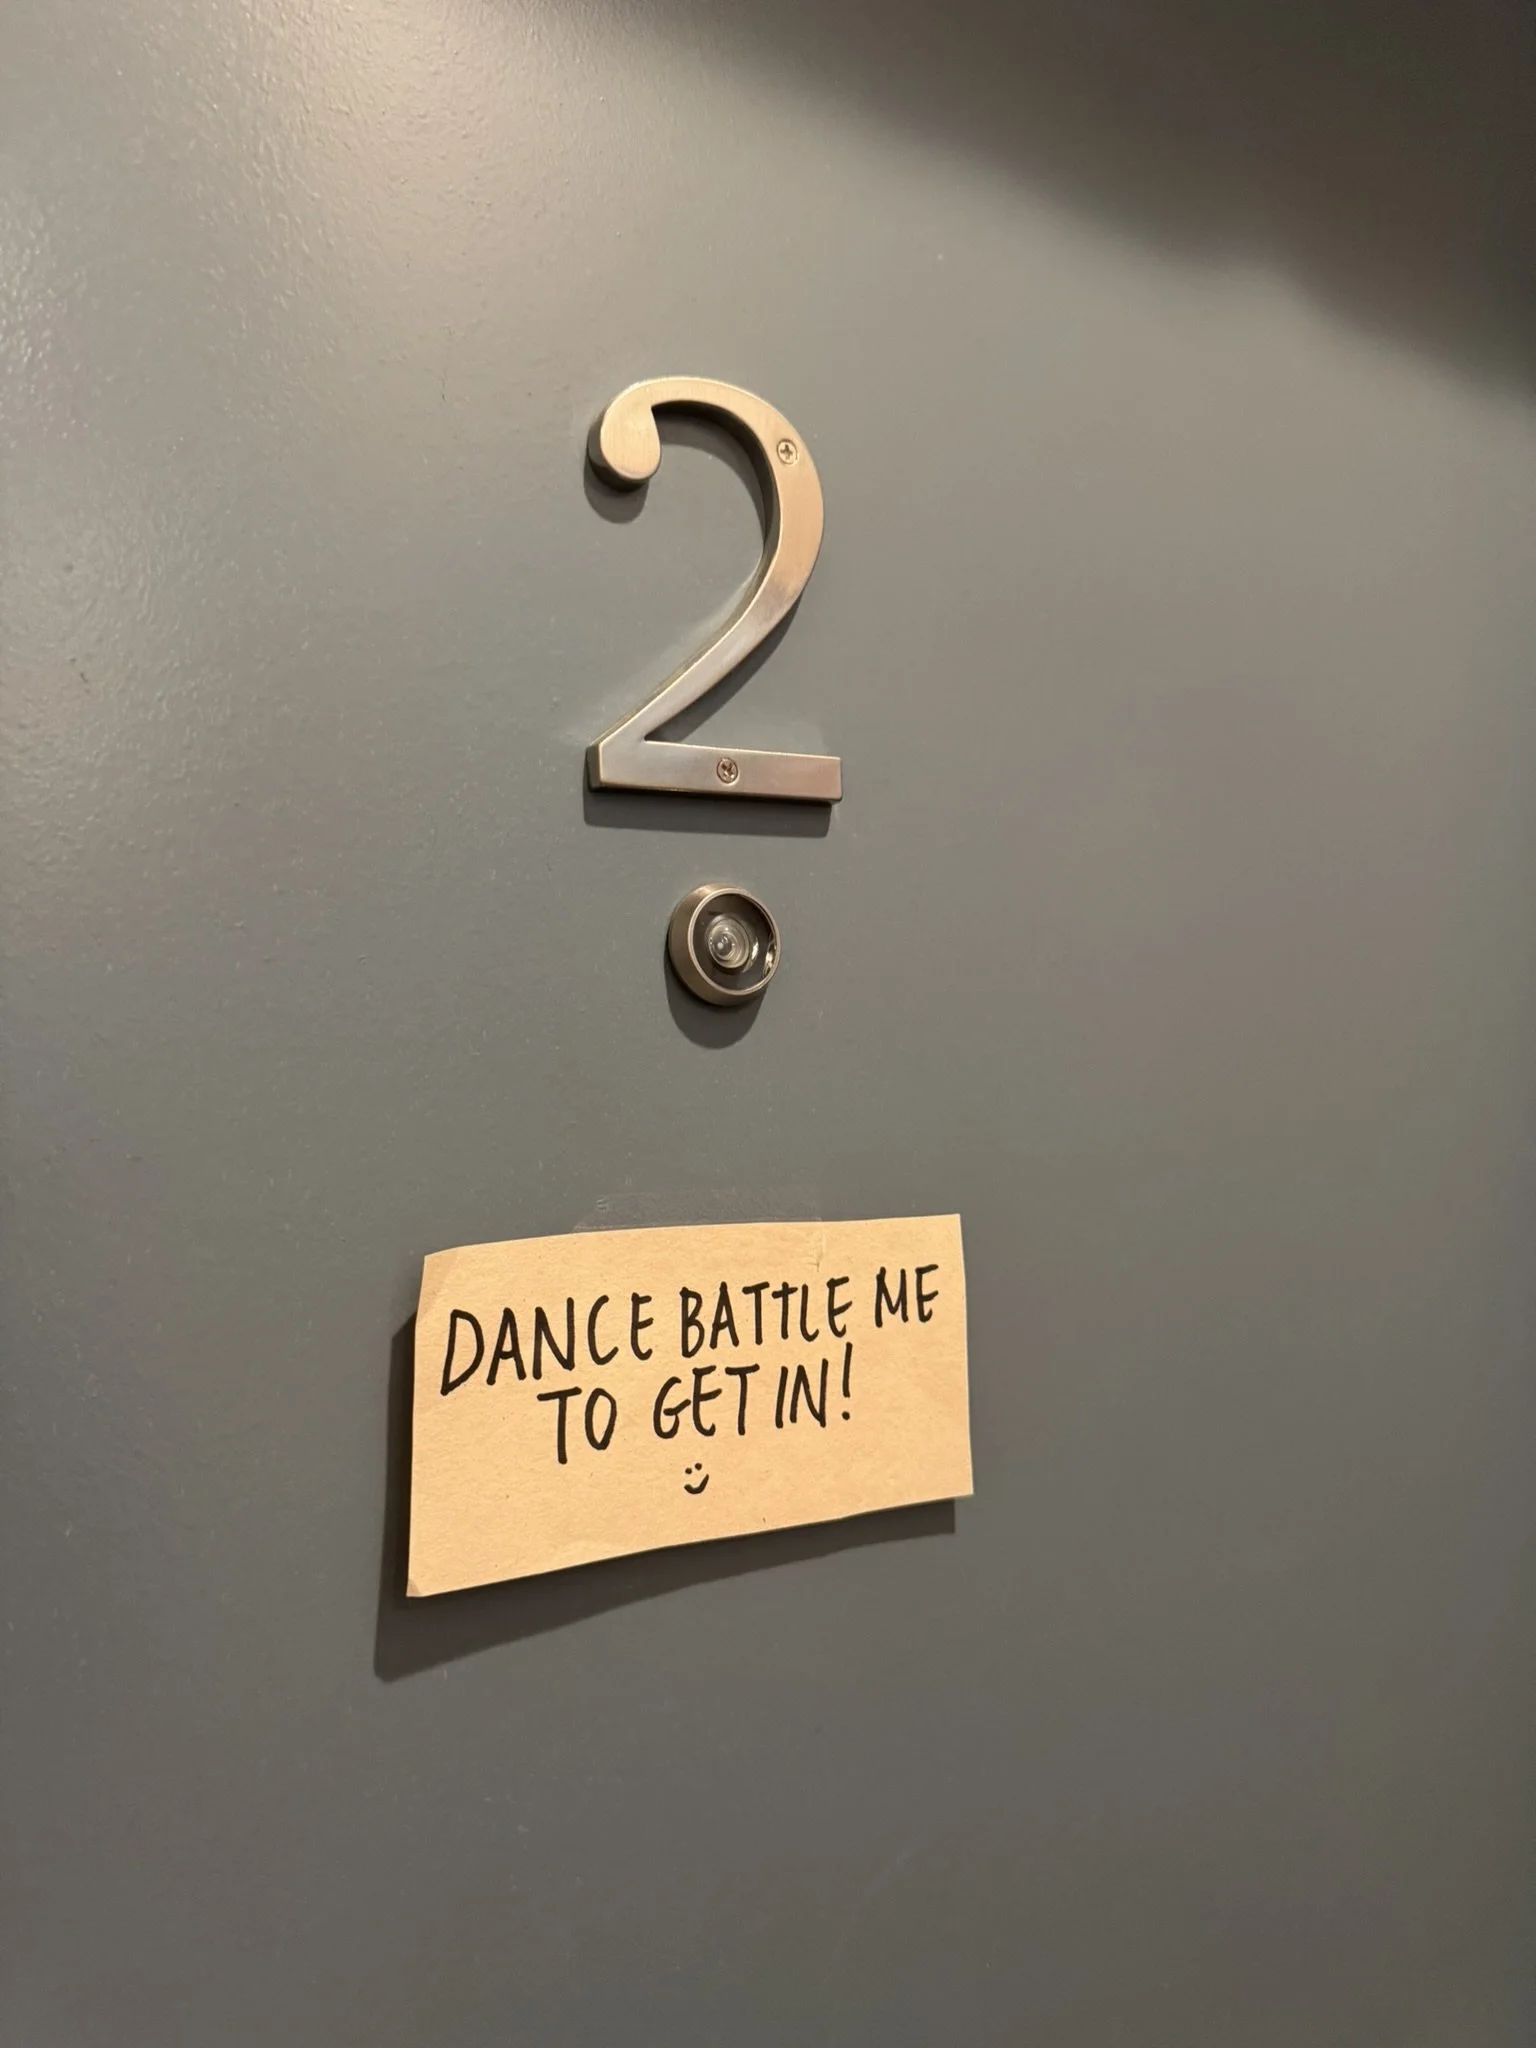 2
DANCE BATTLE ME
TO GET IN!